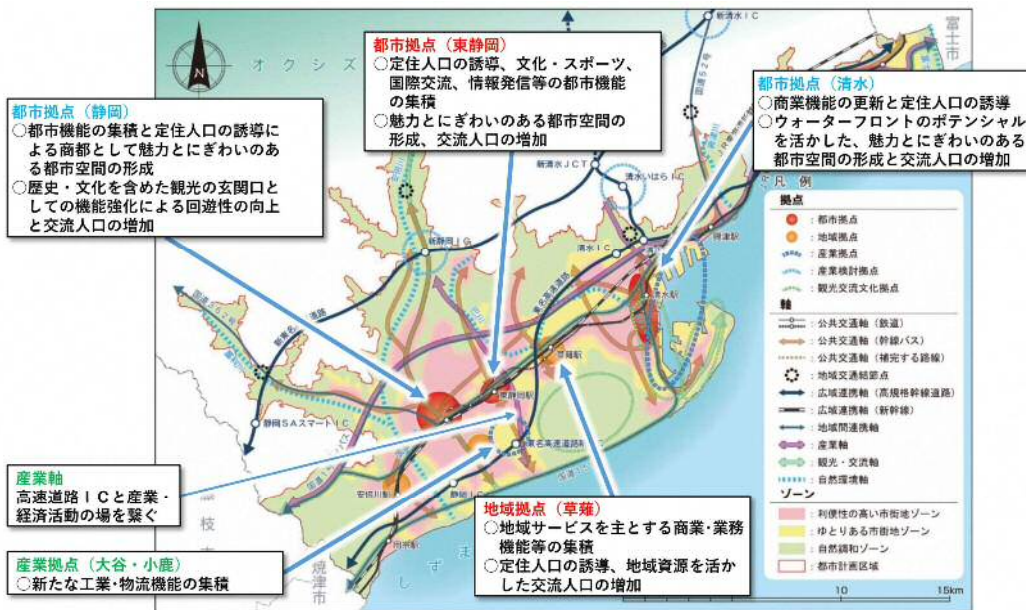 都市拠点（東静岡）
○定住人口の誘導、文化・スポーツ、
国際交流、情報発信等の都市機能
の集積
○魅力とにぎわいのある都市空間の
形成、交流人口の増加
都市拠点（清水）
○商業機能の更新と定住人口の誘導
○ウォーターフロントのポテンシャル
を活かした、魅力とにぎわいのある
都市空間の形成と交流人口の増加
都市拠点（静岡）
○都市機能の集積と定住人口の誘導
による商都として魅力とにぎわいのあ
る都市空間の形成
○歴史・文化を含めた観光の玄関口
としての機能強化による回遊性の向上
と交流人口の増加
産業軸
高速道路ＩＣと産業・
経済活動の場を繋ぐ
産業拠点（大谷・小鹿）
○新たな工業・物流機能の集積
地域拠点（草薙）
○地域サービスを主とする商業・業務
機能等の集積
○定住人口の誘導、地域資源を活か
した交流人口の増加
N
オクシズ
新清水ＩＣ
富士市
国道５２号
新清水JCT
清水いはらＩＣ
新静岡ＩＣ
清水ＩＣ
興津駅
清水駅
東名高速道路
草薙駅
東静岡駅
静岡ＳＡスマートＩＣ
安倍川駅
静岡ＩＣ
用宗駅
焼津市
凡例
拠点
：都市拠点
：地域拠点
：産業拠点
：産業検討拠点
：観光交流文化拠点
軸
：公共交通軸（鉄道）
：公共交通軸（幹線バス）
：公共交通軸（補完する路線）
：地域交通結節点
：広域連携軸（高規格幹線道路）
：広域連携軸（新幹線）
：地域間連携軸
：産業軸
：観光・交流軸
：自然環境軸
ゾーン
：利便性の高い市街地ゾーン
：ゆとりある市街地ゾーン
：自然調和ゾーン
：都市計画区域
10
15km